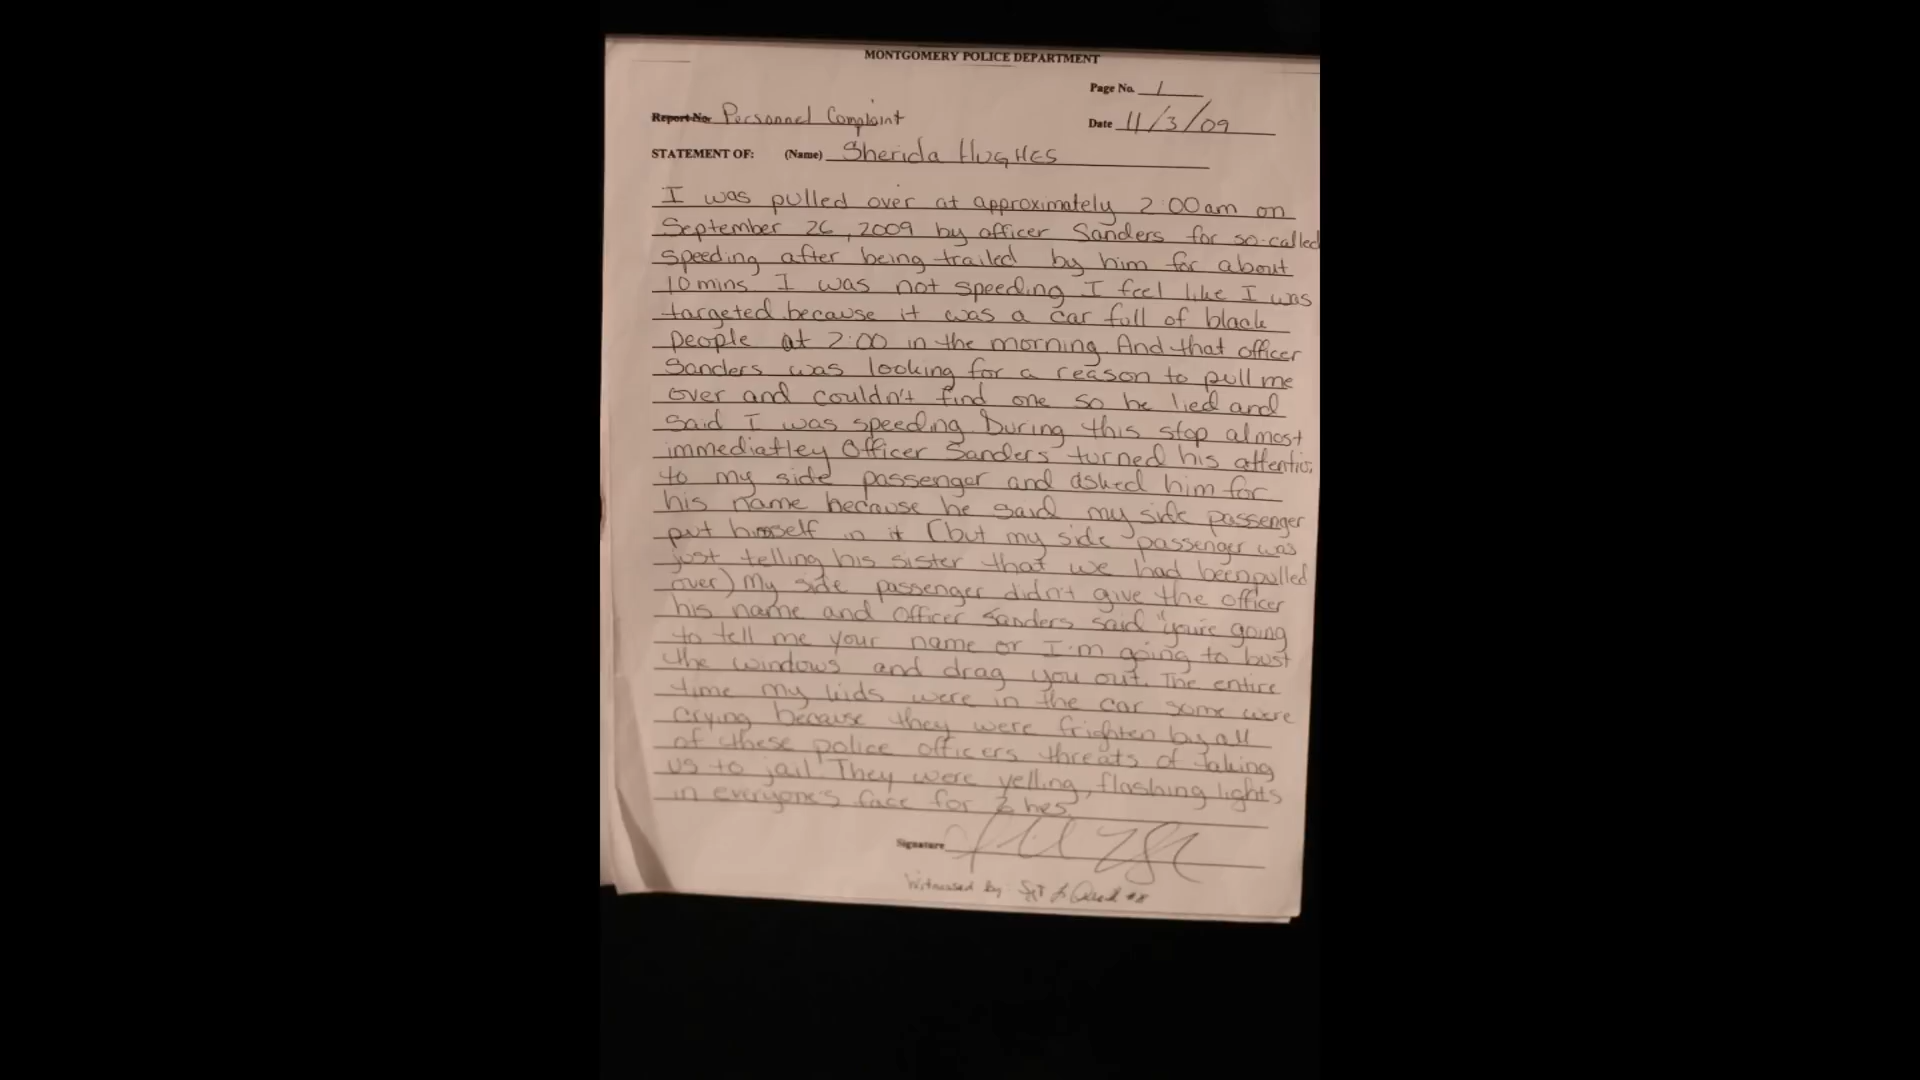 MONTGOMERY POLICE DEPARTMENT
Page No. 1
Report No. Personnel Complaint
Date 11/3/09
STATEMENT OF: (Name) Sherida HUGHES
I was pulled over at approximately 2:00am on
September 26, 2009 by officer Sanders for so-called
speeding after being trailed by him for about
10 mins. I was not speeding I feel like I was
targeted because it was a car full of black
people at 2:00 in the morning. And that officer
Sanders was looking for a reason to pull me
over and couldn't find one so he lied and
said I was speeding. During this stop almost
immediatley Officer Sanders turned his attentio
to my side passenger and asked him for
his name because he said my side passenger
put himself in it (but my side passenger was
just telling his sister that we had been pulled
over) My side passenger didn't give the officer
his name and officer Sanders said "you're going
to tell me your name or I'm going to bust
the windows and drag you out. The entire
time my kids were in the car some were
crying because they were frighten by all
of these police officers threats of taking
us to jail. They were yelling, flashing lights
in everyone's face for hrs.
Signature
Witnessed by: Sgt